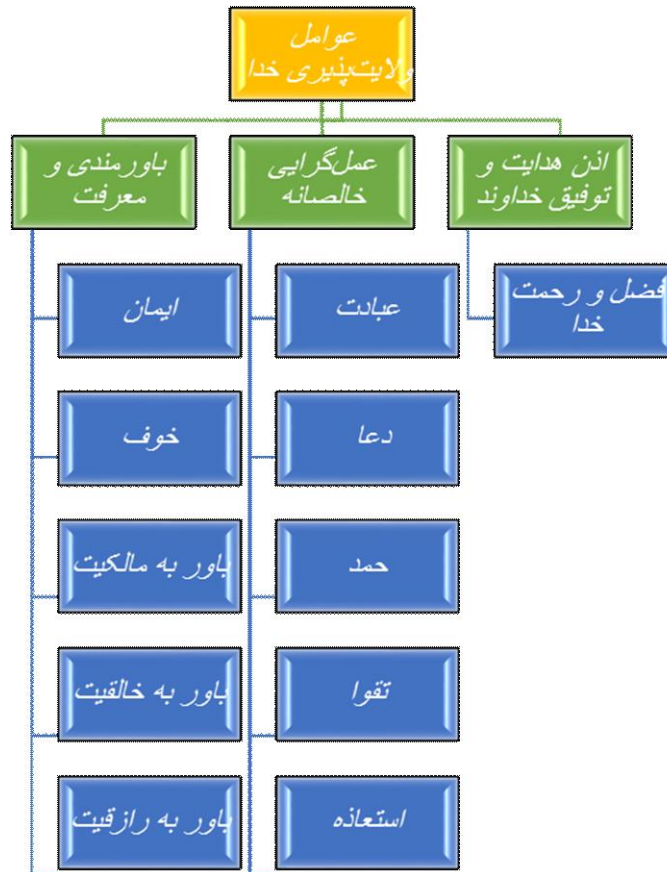 عوامل
ولایت‌پذیری خدا
اذن هدایت و
توفیق خداوند
عمل‌گرایی
خالصانه
باورمندی و
معرفت
فضل و رحمت
خدا
عبادت
دعا
حمد
تقوا
استعاذه
ایمان
خوف
باور به مالکیت
باور به خالقیت
باور به رازقیت